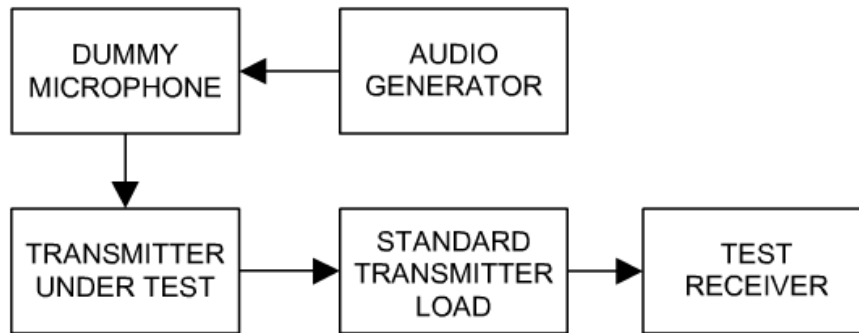 DUMMY
MICROPHONE
AUDIO
GENERATOR
TRANSMITTER
UNDER TEST
STANDARD
TRANSMITTER
LOAD
TEST
RECEIVER